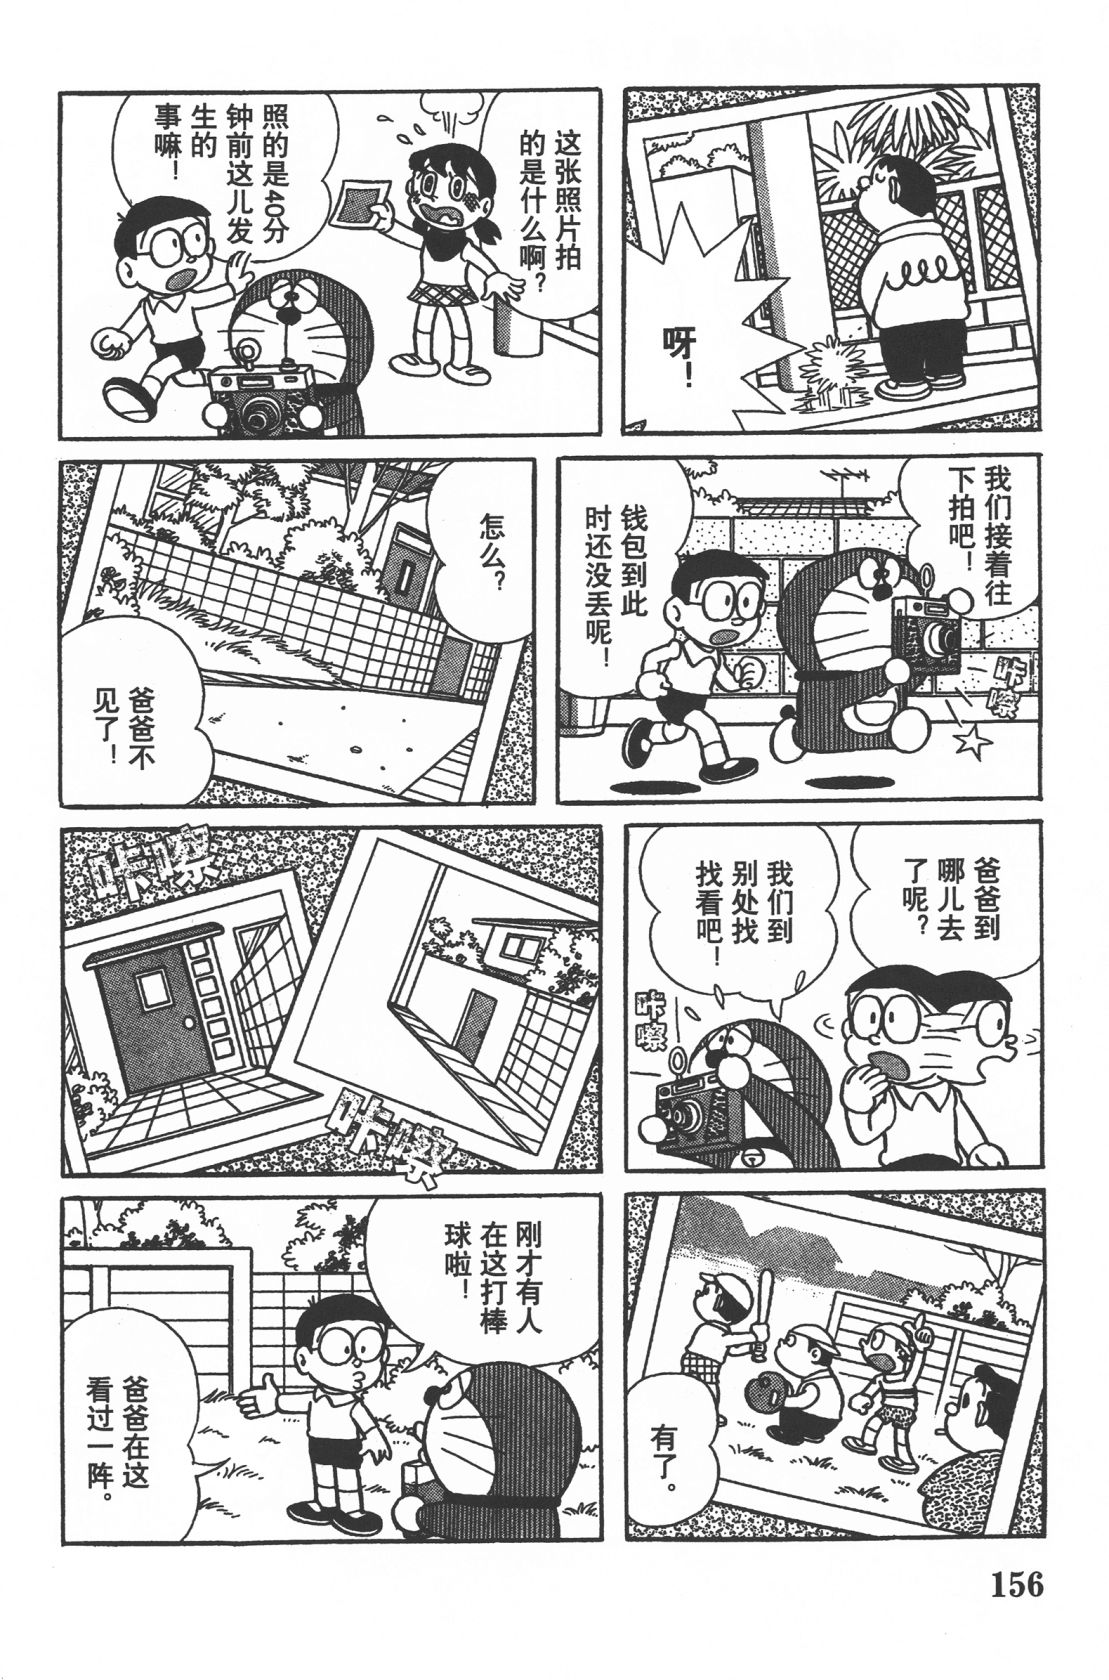 呀！
这张照片拍
的是什么啊？
照的是40分
钟前这儿发
生的
事嘛！
我们接着往
下拍吧！
咔嚓
钱包到此
时还没丢呢！
怎么？
爸爸不
见了！
爸爸到
哪儿去
了呢？
我们到
别处找
找看吧！
咔嚓
咔嚓
咔嚓
有了。
刚才有人
在这打棒
球啦！
爸爸在这
看过一阵。
156